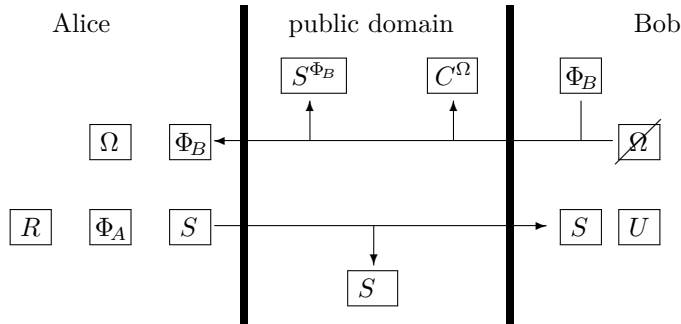 Alice public domain Bob
S^{Φ_B} C^Ω Φ_B
Ω Φ_B Ω
R Φ_A S S U
S